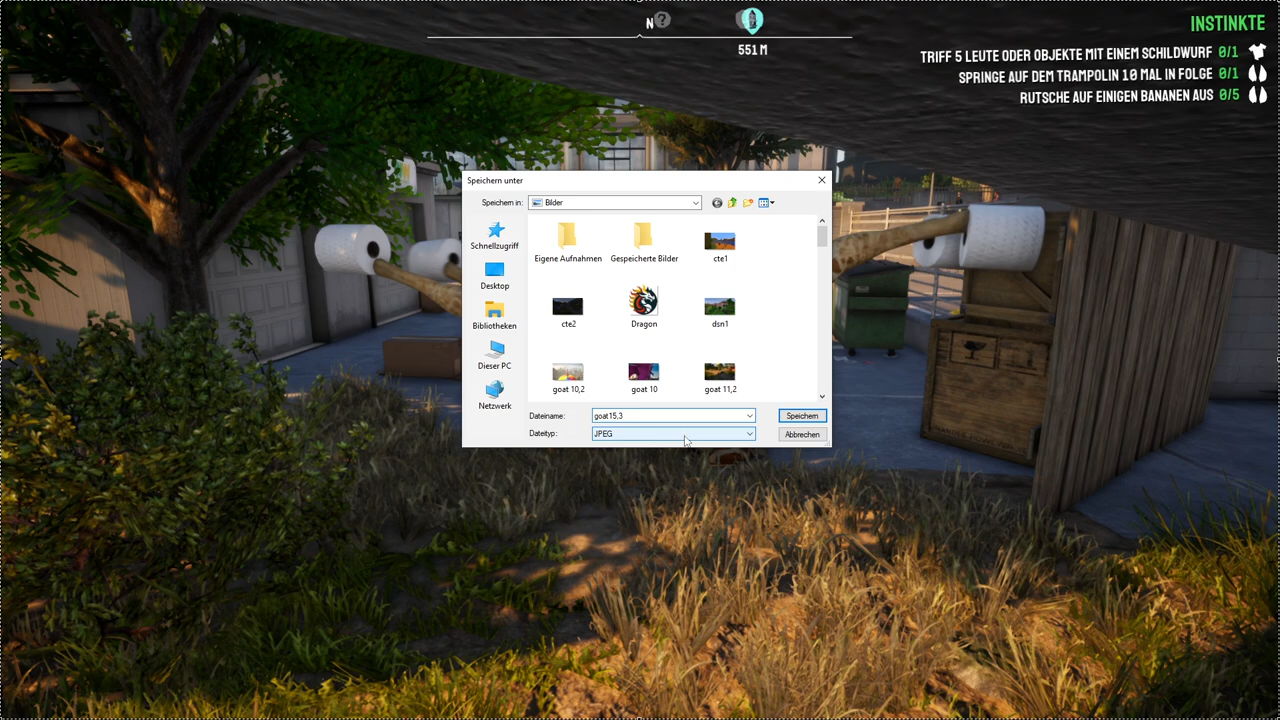 N ?
551 M
INSTINKTE
TRIFF 5 LEUTE ODER OBJEKTE MIT EINEM SCHILDWURF 0/1
SPRINGE AUF DEM TRAMPOLIN 10 MAL IN FOLGE 0/1
RUTSCHE AUF EINIGEN BANANEN AUS 0/5
Speichern unter
Speichern in: Bilder
Schnellzugriff
Desktop
Bibliotheken
Dieser PC
Netzwerk
Eigene Aufnahmen Gespeicherte Bilder cte1
cte2 Dragon dsn1
goat 10,2 goat 10 goat 11,2
Dateiname: goat15,3 Speichern
Dateityp: JPEG Abbrechen